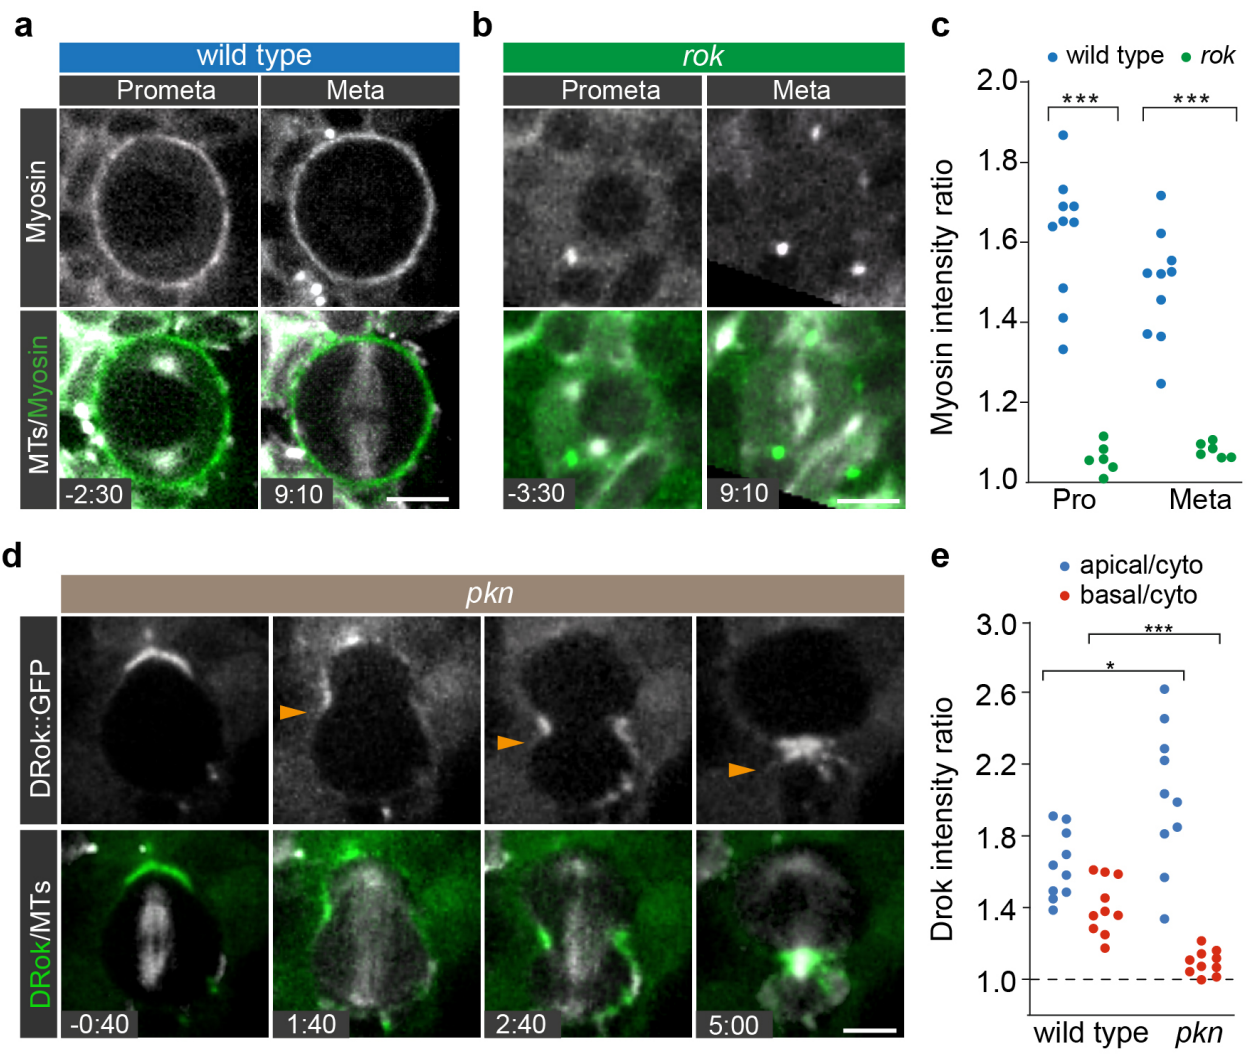 a
wild type
Prometa
Meta
Myosin
MTs/Myosin
-2:30
9:10
b
rok
Prometa
Meta
-3:30
9:10
c
wild type
rok
Myosin intensity ratio
2.0
1.8
1.6
1.4
1.2
1.0
***
***
Pro
Meta
d
pkn
DRok::GFP
DRok/MTs
-0:40
1:40
2:40
5:00
e
apical/cyto
basal/cyto
Drok intensity ratio
3.0
2.6
2.2
1.8
1.4
1.0
***
*
wild type
pkn